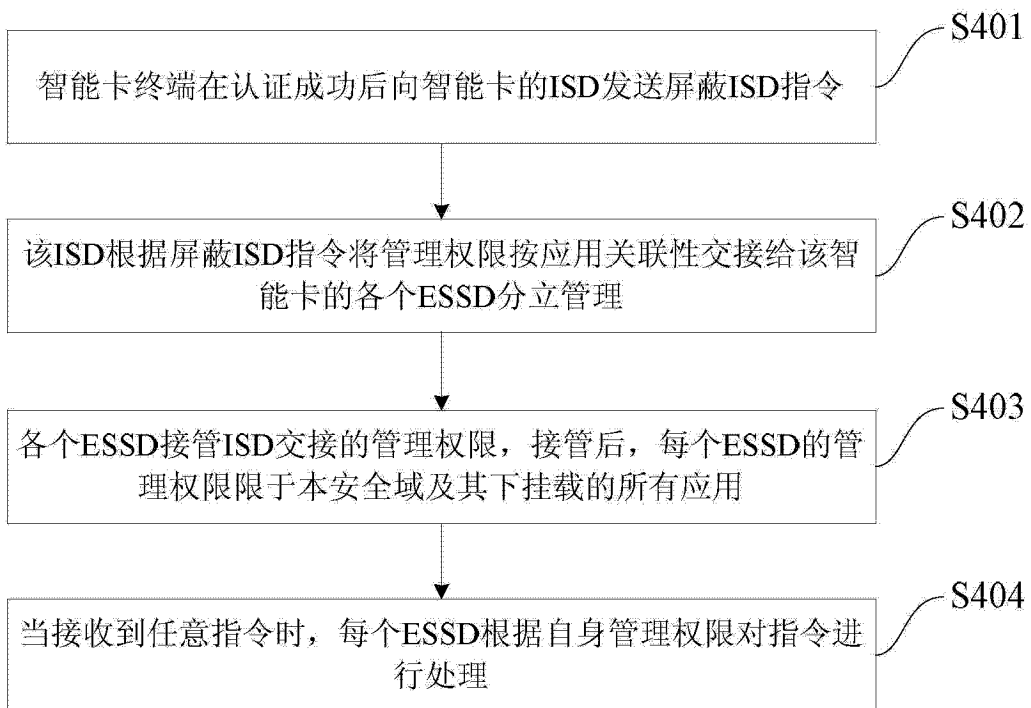 S401
智能卡终端在认证成功后向智能卡的ISD发送屏蔽ISD指令
S402
该ISD根据屏蔽ISD指令将管理权限按应用关联性交接给该智
能卡的各个ESSD分立管理
S403
各个ESSD接管ISD交接的管理权限，接管后，每个ESSD的管
理权限限于本安全域及其下挂载的所有应用
S404
当接收到任意指令时，每个ESSD根据自身管理权限对指令进
行处理